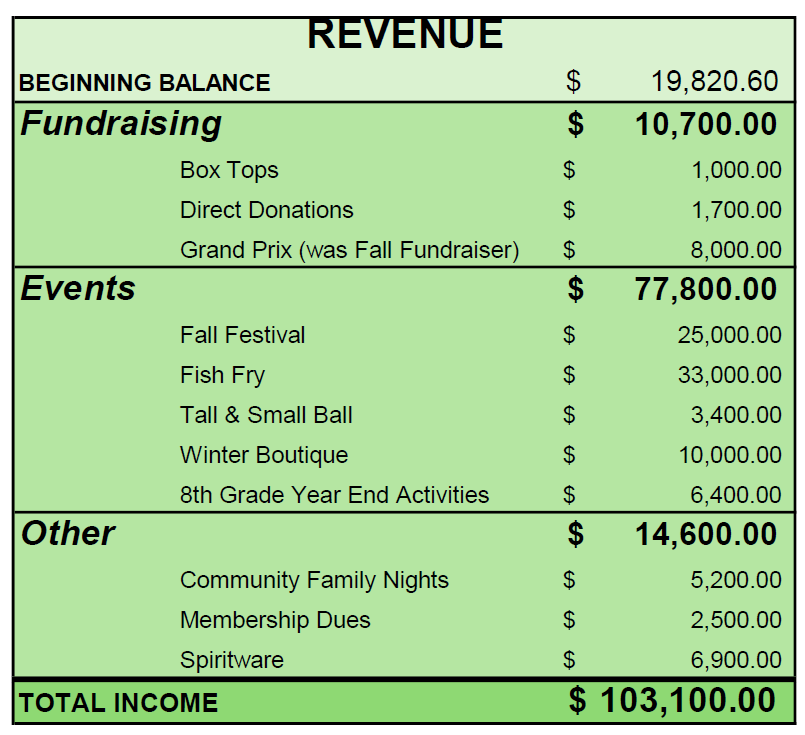 REVENUE
BEGINNING BALANCE $ 19,820.60
Fundraising $ 10,700.00
Box Tops $ 1,000.00
Direct Donations $ 1,700.00
Grand Prix (was Fall Fundraiser) $ 8,000.00
Events $ 77,800.00
Fall Festival $ 25,000.00
Fish Fry $ 33,000.00
Tall & Small Ball $ 3,400.00
Winter Boutique $ 10,000.00
8th Grade Year End Activities $ 6,400.00
Other $ 14,600.00
Community Family Nights $ 5,200.00
Membership Dues $ 2,500.00
Spiritware $ 6,900.00
TOTAL INCOME $ 103,100.00